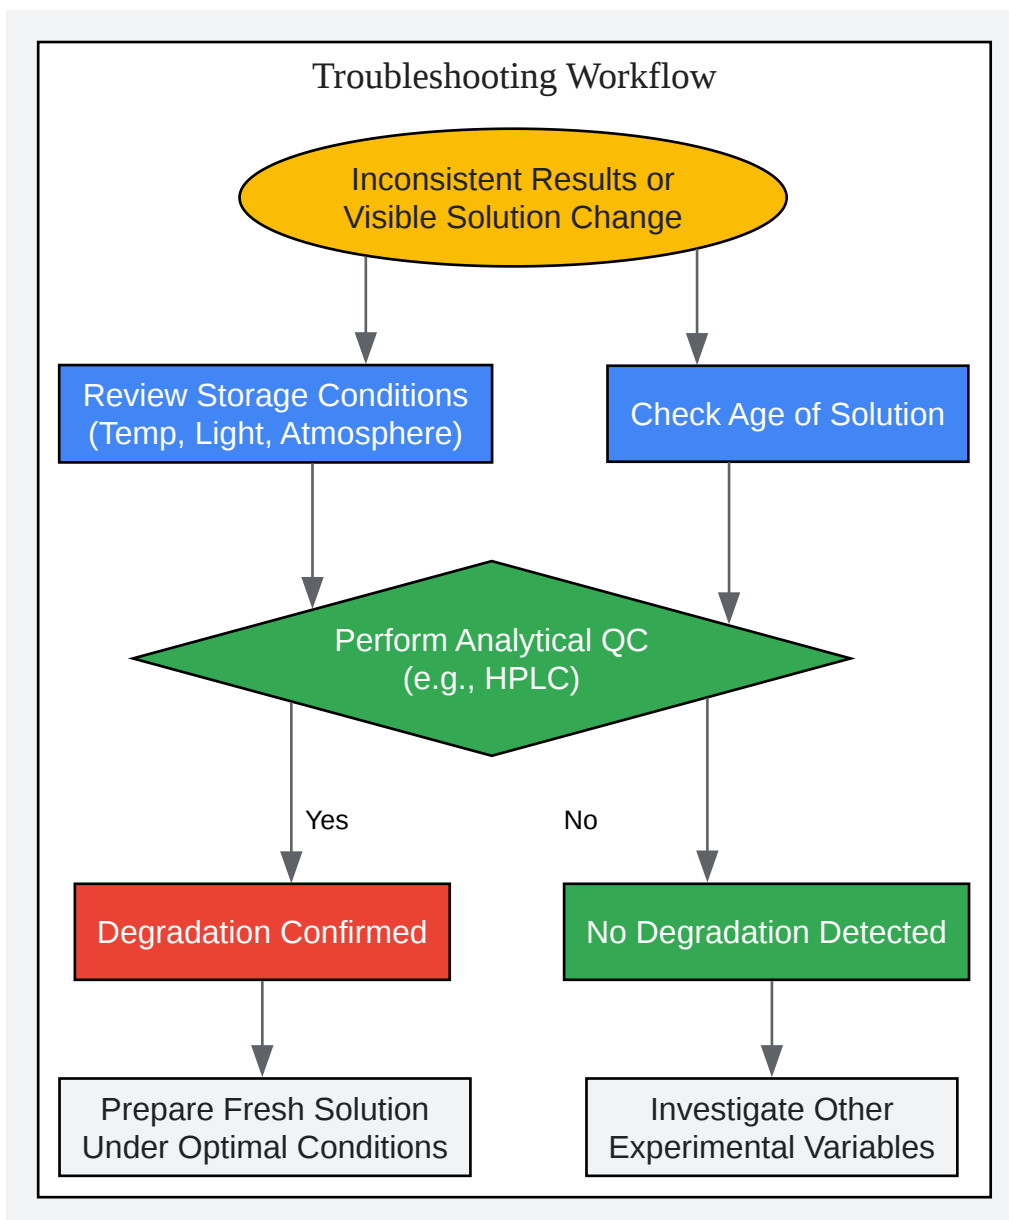 Troubleshooting Workflow
Inconsistent Results or
Visible Solution Change
Review Storage Conditions
(Temp, Light, Atmosphere)
Check Age of Solution
Perform Analytical QC
(e.g., HPLC)
Yes
No
Degradation Confirmed
No Degradation Detected
Prepare Fresh Solution
Under Optimal Conditions
Investigate Other
Experimental Variables